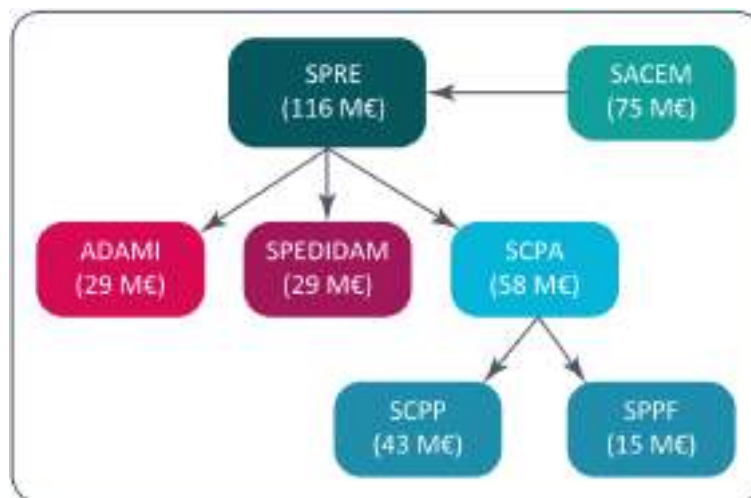 SPRE
(116 M€)
SACEM
(75 M€)
ADAMI
(29 M€)
SPEDIDAM
(29 M€)
SCPA
(58 M€)
SCPP
(43 M€)
SPPF
(15 M€)